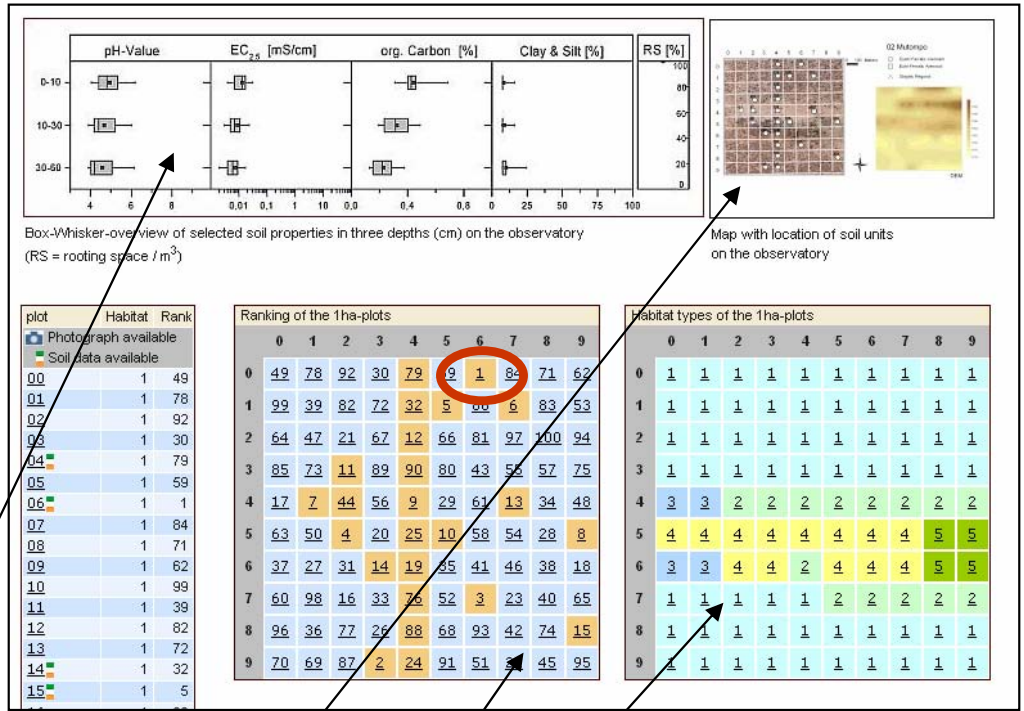 pH-Value EC25 [mS/cm] org. Carbon [%] Clay & Silt [%] RS [%]
0-10
10-30
30-60
100
80
60
40
20
0
4 6 8 0,01 0,1 1 10 0,0 0,4 0,8 0 25 50 75 100
Box-Whisker-overview of selected soil properties in three depths (cm) on the observatory
(RS = rooting space / m3)
02 Mutompo
0 1 2 3 4 5 6 7 8 9
DEM
Map with location of soil units
on the observatory
plot Habitat Rank
Photograph available
Soil data available
00 1 49
01 1 78
02 1 92
03 1 30
04 1 79
05 1 59
06 1 1
07 1 84
08 1 71
09 1 62
10 1 99
11 1 39
12 1 82
13 1 72
14 1 32
15 1 5
Ranking of the 1ha-plots
0 1 2 3 4 5 6 7 8 9
0 49 78 92 30 79 59 1 84 71 62
1 99 39 82 72 32 5 86 6 83 53
2 64 47 21 67 12 66 81 97 100 94
3 85 73 11 89 90 80 43 55 57 75
4 17 7 44 56 9 29 61 13 34 48
5 63 50 4 20 25 10 58 54 28 8
6 37 27 31 14 19 35 41 46 38 18
7 60 98 16 33 76 52 3 23 40 65
8 96 36 77 26 88 68 93 42 74 15
9 70 69 87 2 24 91 51 45 95
Habitat types of the 1ha-plots
0 1 2 3 4 5 6 7 8 9
0 1 1 1 1 1 1 1 1 1 1
1 1 1 1 1 1 1 1 1 1 1
2 1 1 1 1 1 1 1 1 1 1
3 1 1 1 1 1 1 1 1 1 1
4 3 3 2 2 2 2 2 2 2 2
5 4 4 4 4 4 4 4 4 5 5
6 3 3 4 4 2 4 4 4 5 5
7 1 1 1 1 1 2 2 2 2 2
8 1 1 1 1 1 1 1 1 1 1
9 1 1 1 1 1 1 1 1 1 1